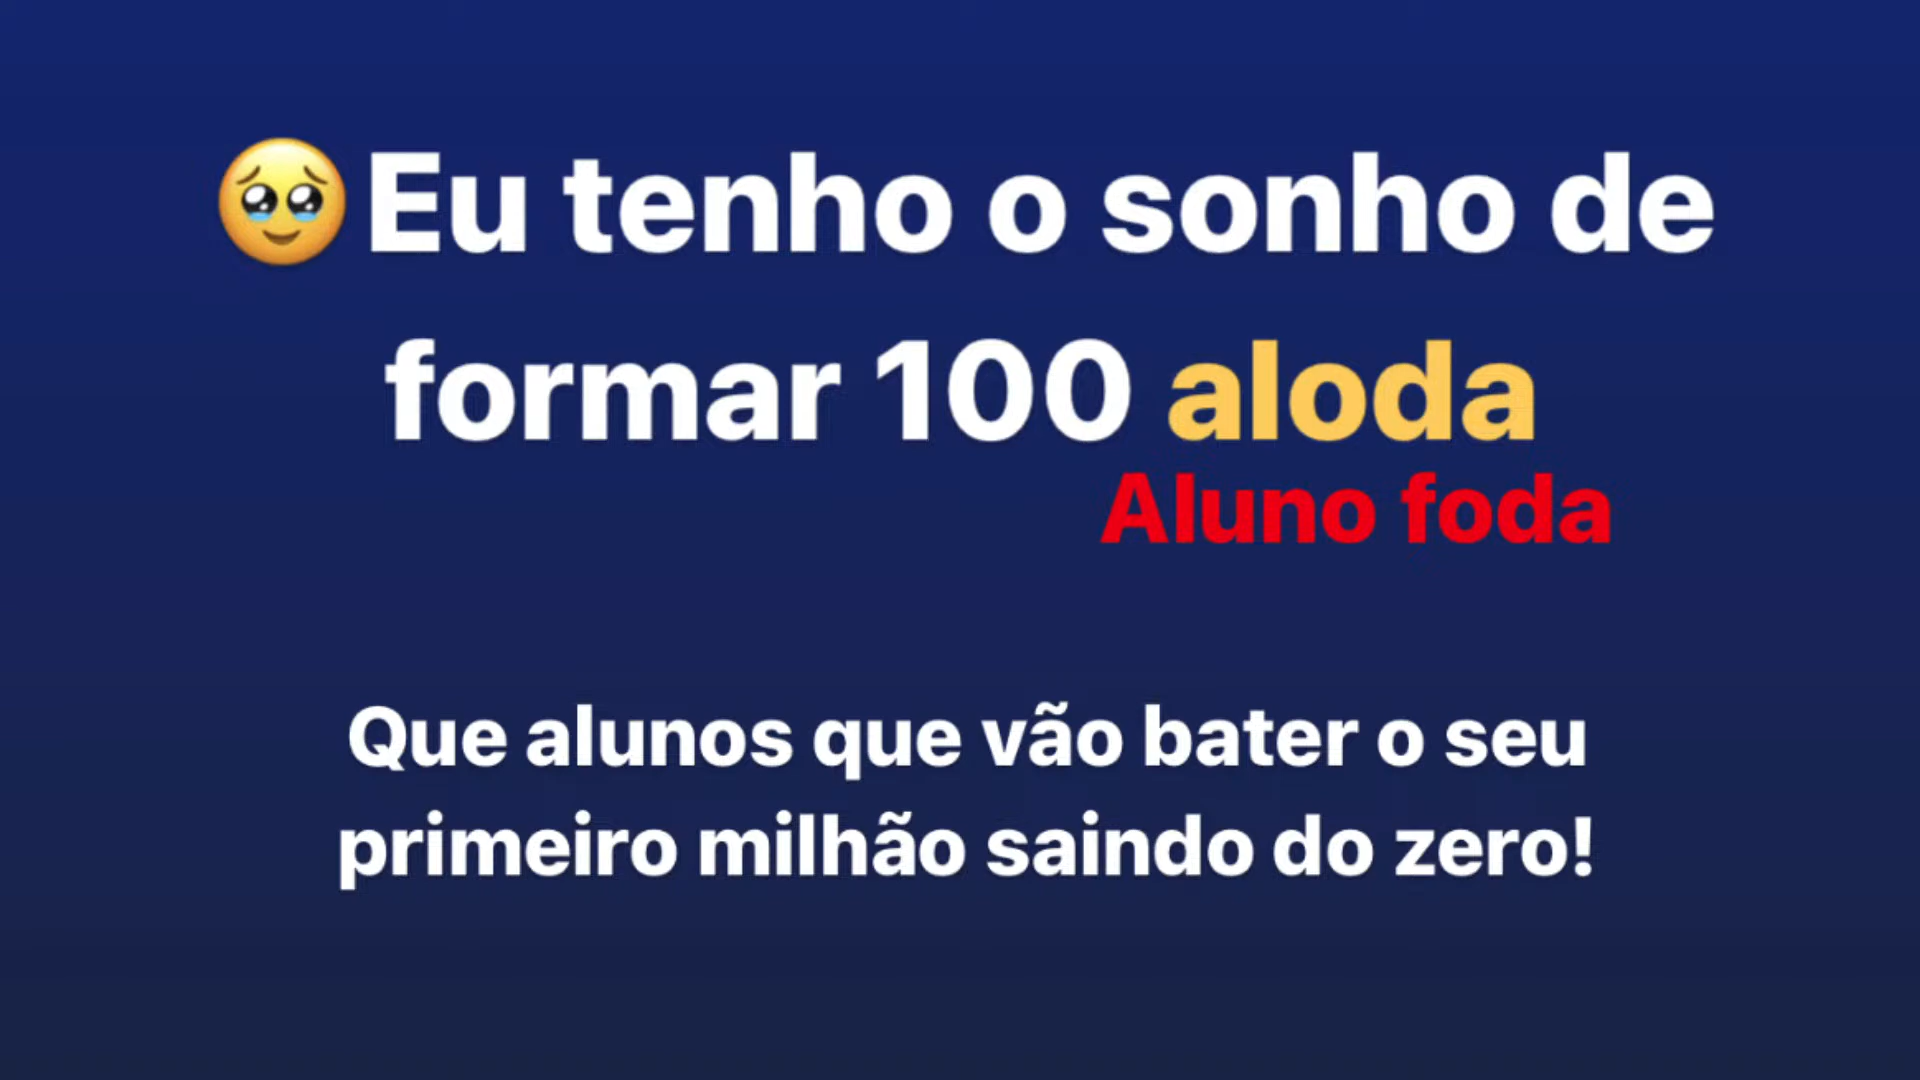 🥹Eu tenho o sonho de
formar 100 aloda
Aluno foda
Que alunos que vão bater o seu
primeiro milhão saindo do zero!